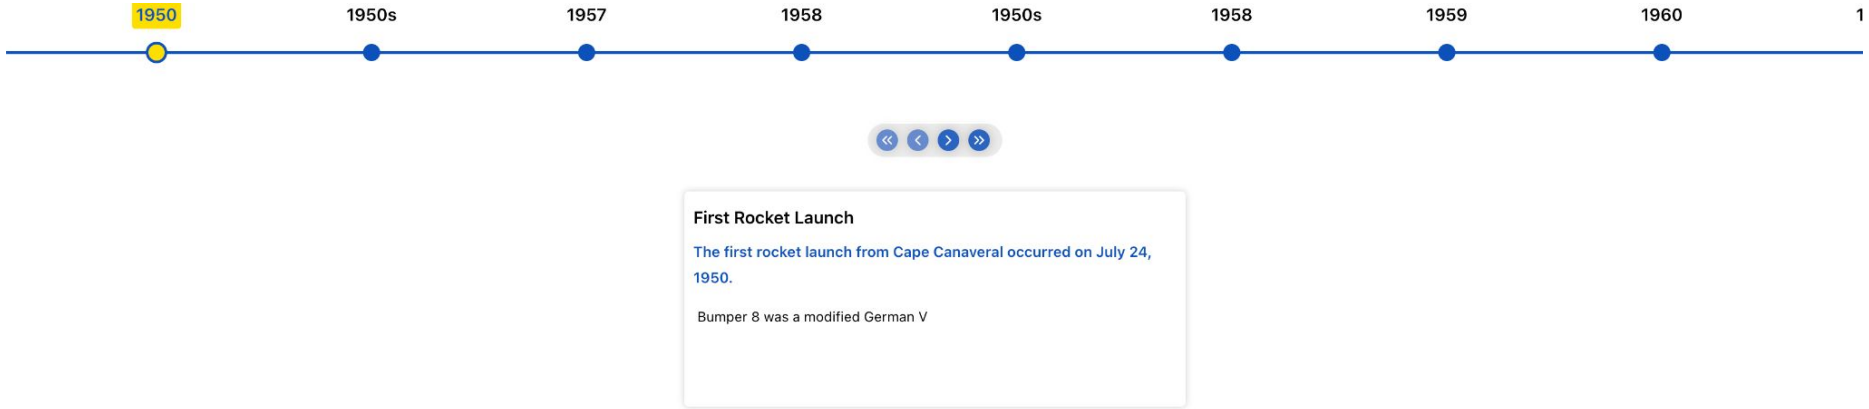 1950 1950s 1957 1958 1950s 1958 1959 1960
First Rocket Launch
The first rocket launch from Cape Canaveral occurred on July 24,
1950.
Bumper 8 was a modified German V